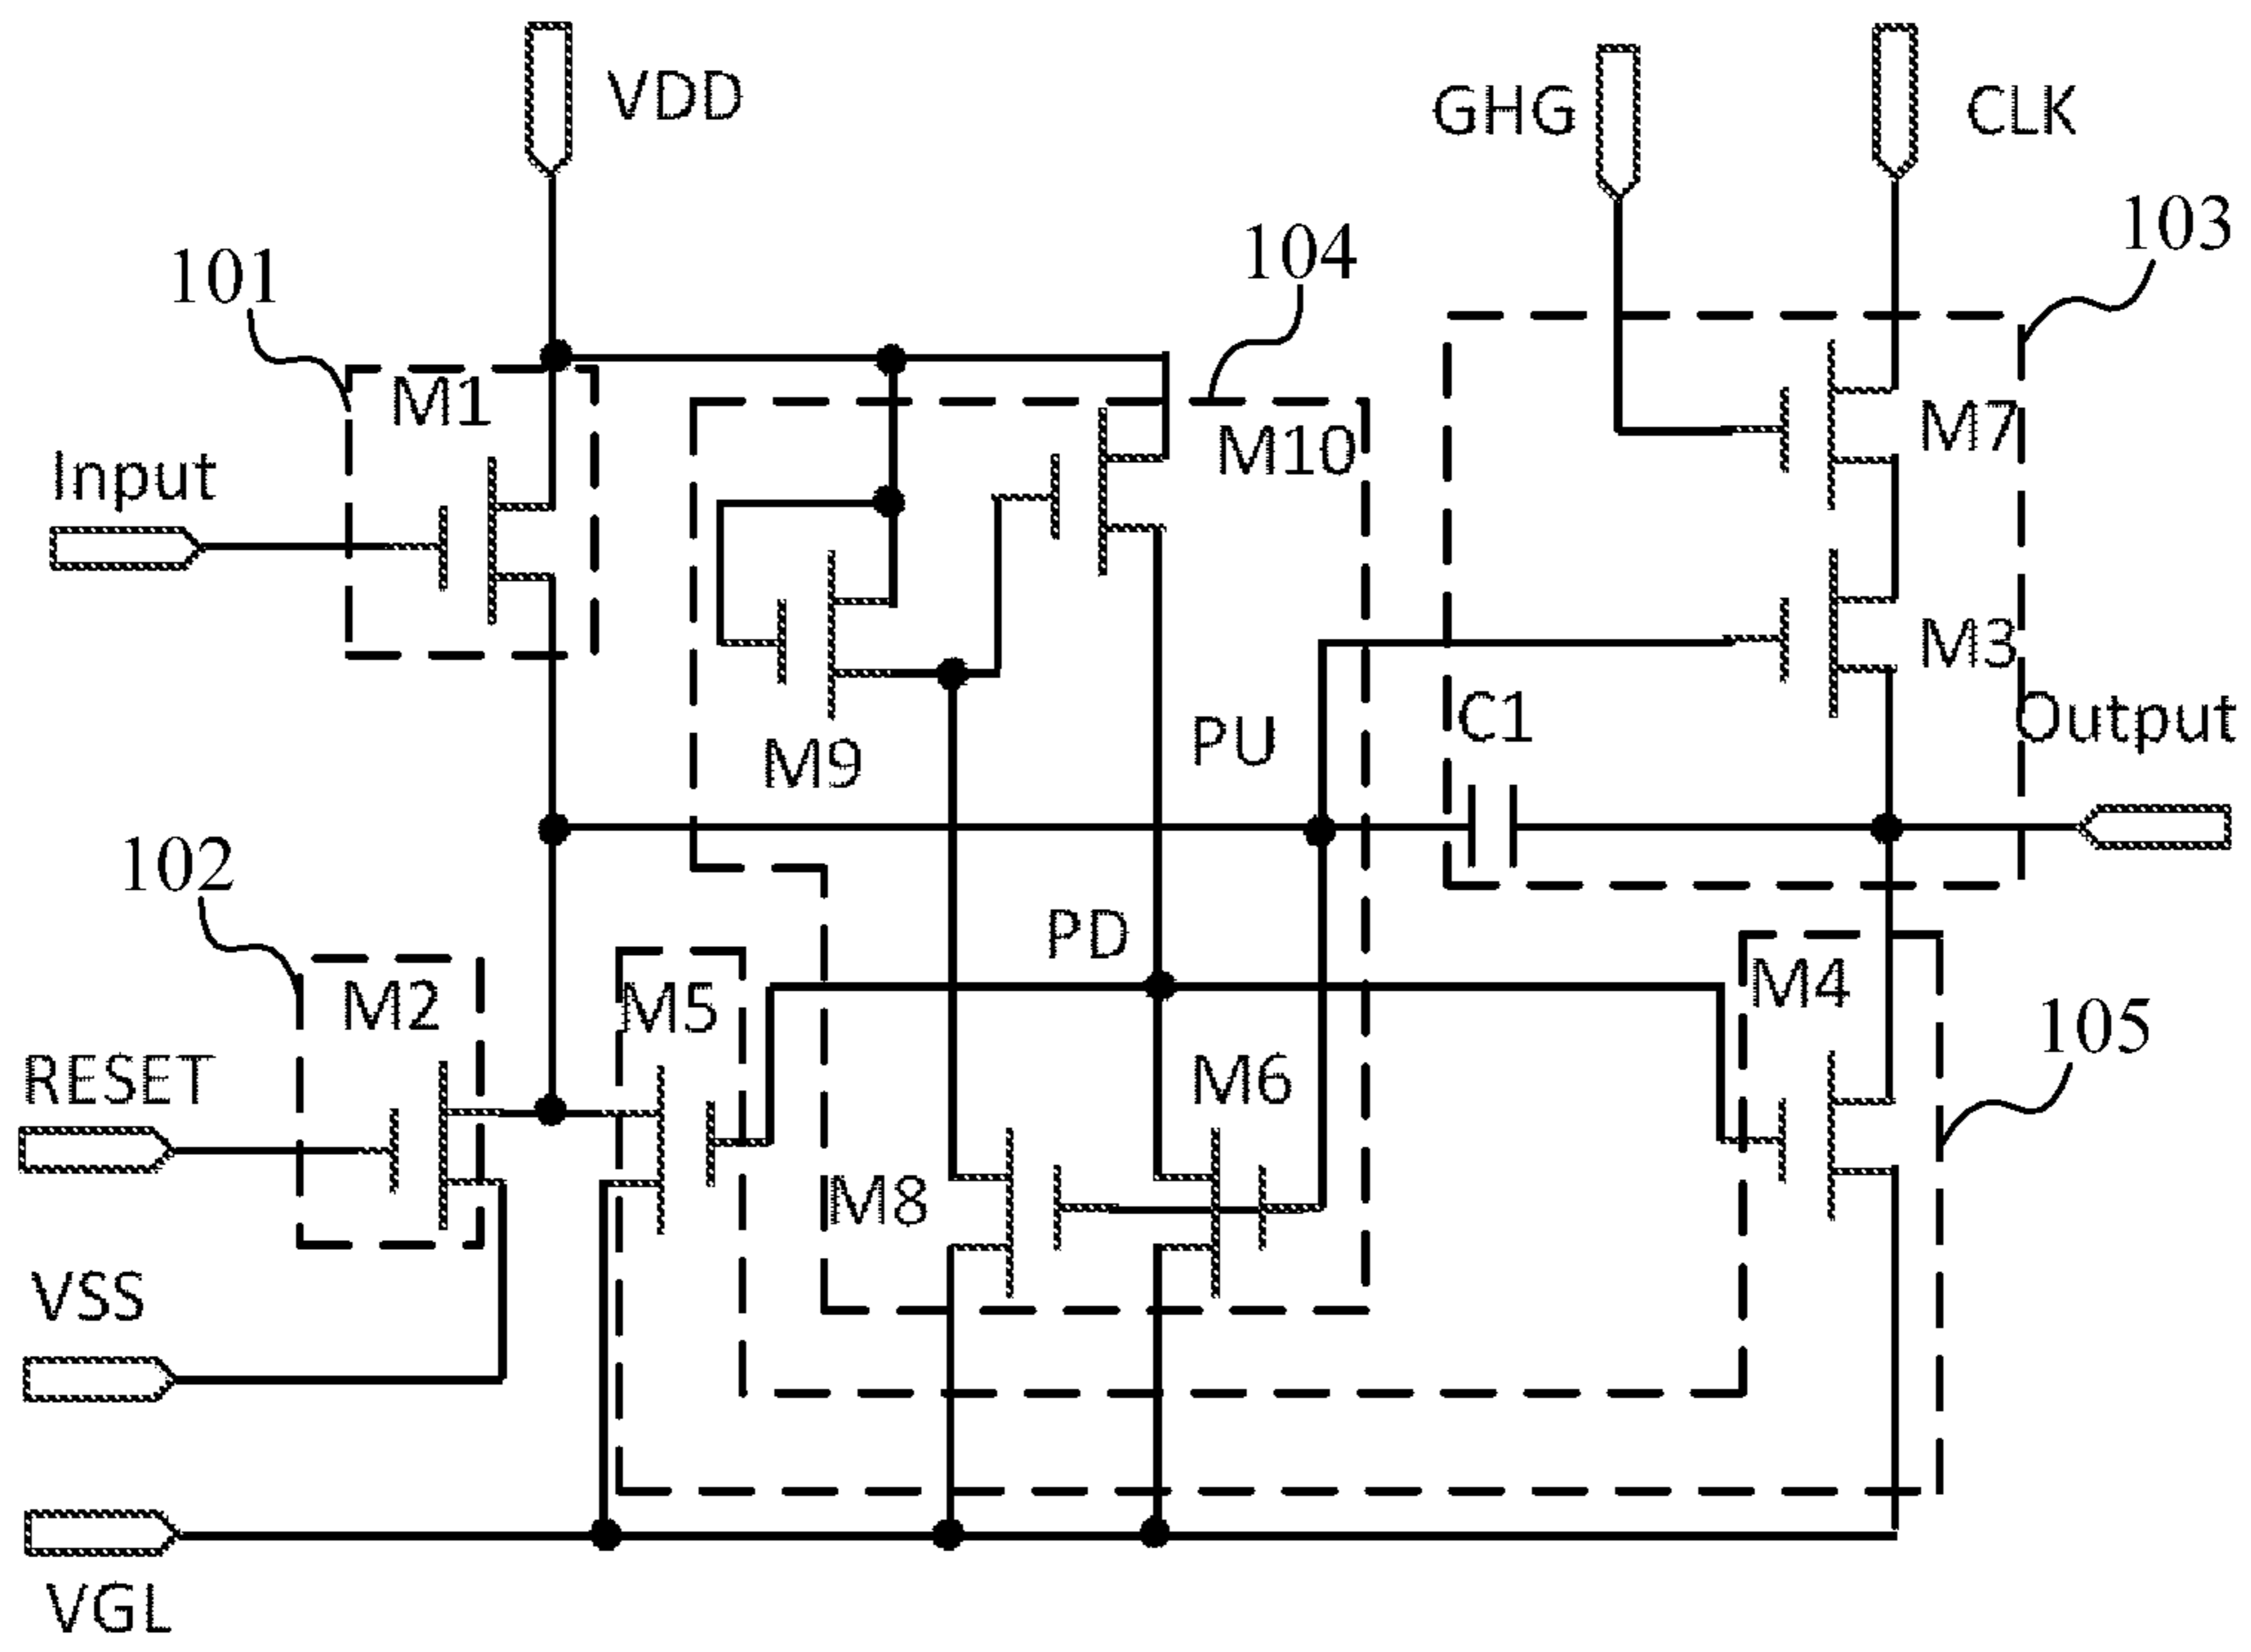 VDD
GHG
CLK
103
104
101
M1
Input
M10
M7
M3
C1
Output
PU
M9
102
PD
M2
M5
M4
105
RESET
M6
M8
VSS
VGL